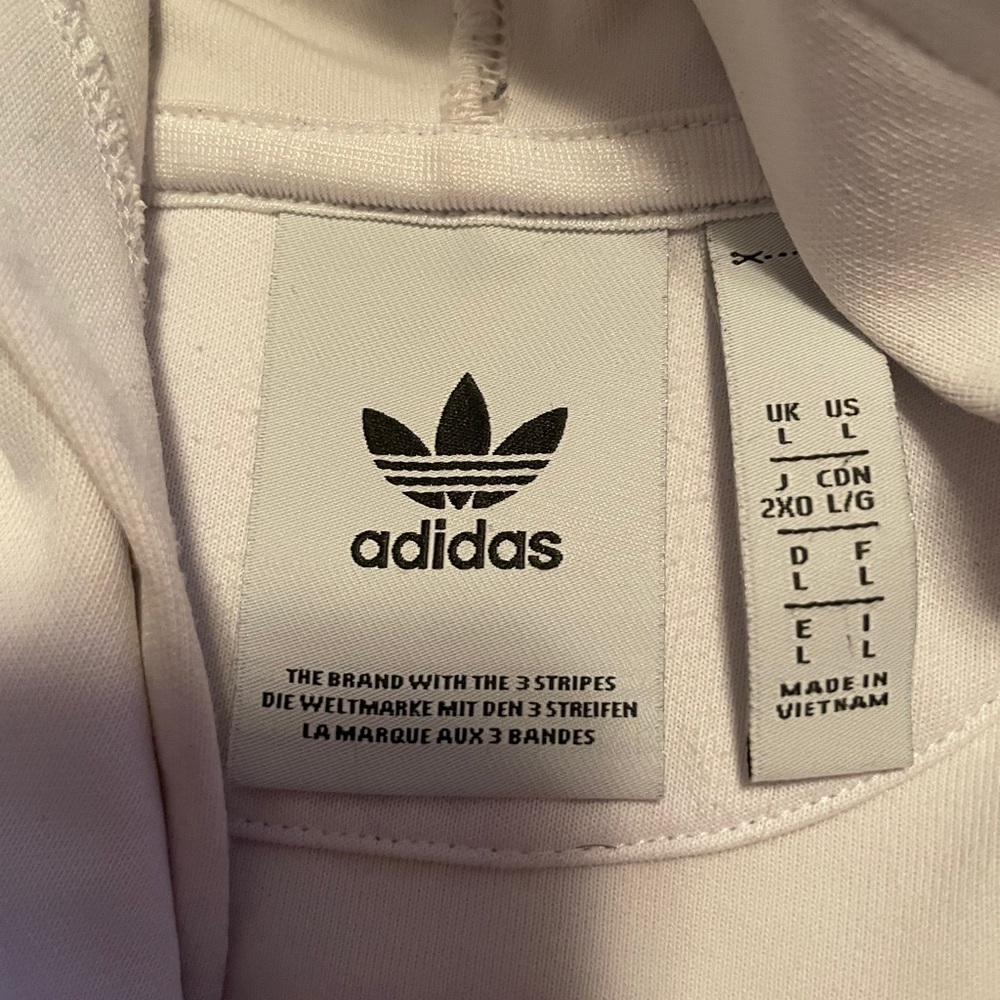 adidas
THE BRAND WITH THE 3 STRIPES
DIE WELTMARKE MIT DEN 3 STREIFEN
LA MARQUE AUX 3 BANDES
UK US
L L
J CDN
2XO L/G
D F
L L
E I
L L
MADE IN
VIETNAM